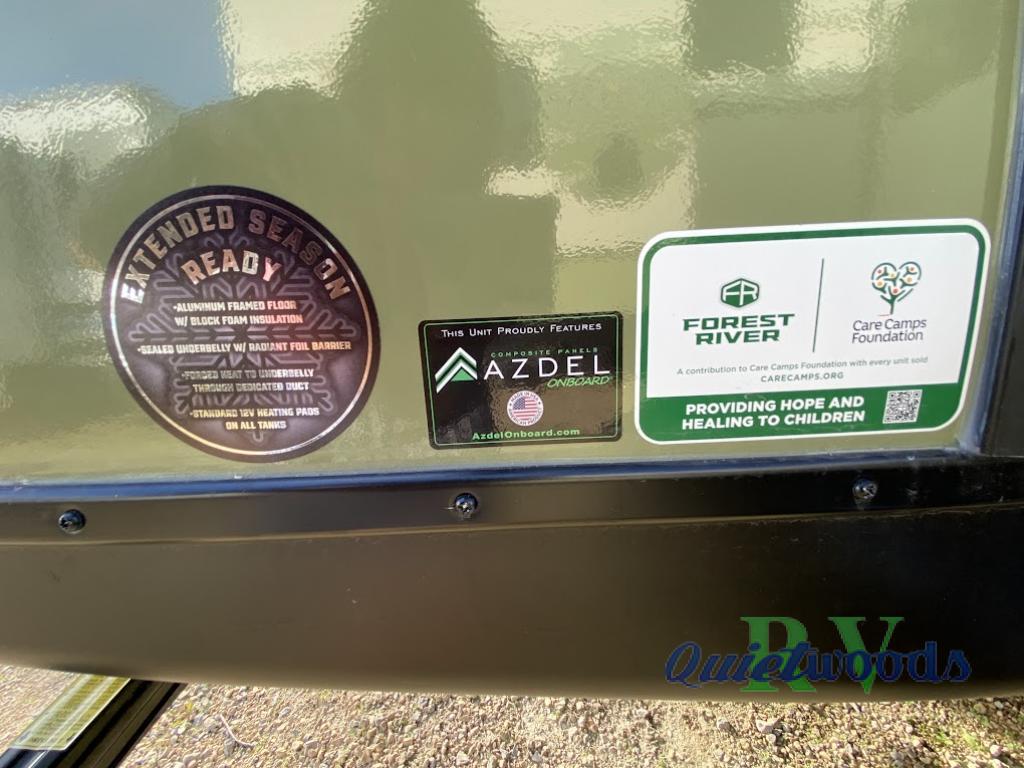 EXTENDED SEASON
READY
•ALUMINUM FRAMED FLOOR
W/ BLOCK FOAM INSULATION
•SEALED UNDERBELLY W/ RADIANT FOIL BARRIER
•FORCED HEAT TO UNDERBELLY
THROUGH DEDICATED DUCT
•STANDARD 12V HEATING PADS
ON ALL TANKS
THIS UNIT PROUDLY FEATURES
COMPOSITE PANELS
AZDEL
ONBOARD
AzdelOnboard.com
FR
FOREST
RIVER
Care Camps
Foundation
A contribution to Care Camps Foundation with every unit sold
CARECAMPS.ORG
PROVIDING HOPE AND
HEALING TO CHILDREN
Quietwoods
RV